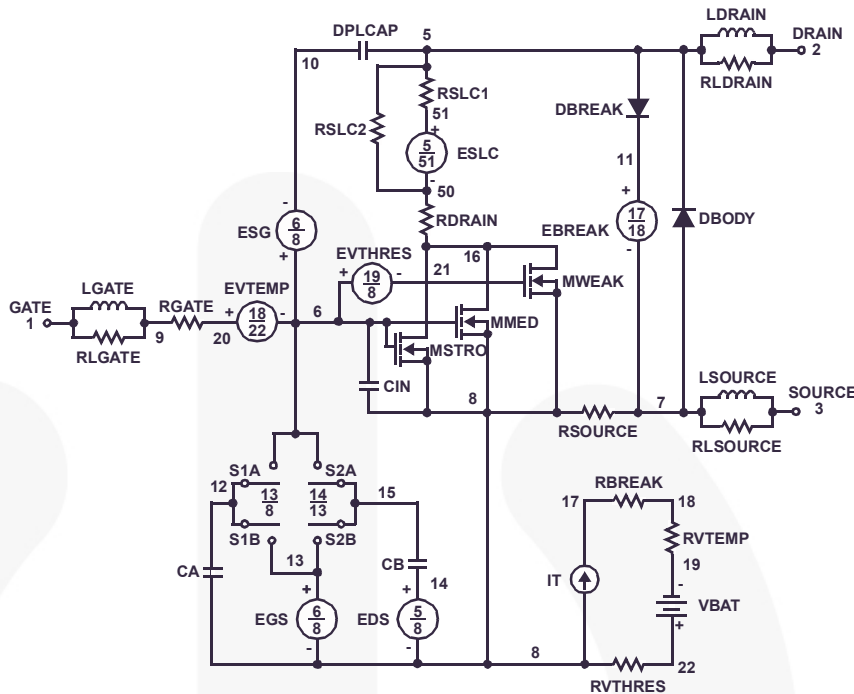 LDRAIN
DPLCAP 5 DRAIN
10 2
RSLC1 RLDRAIN
51 DBREAK
RSLC2 +
5
51 ESLC 11
-
50
- +
6
8 RDRAIN 17
18 DBODY
ESG EBREAK
+ EVTHRES 16 -
+ 19
8 - 21 MWEAK
LGATE EVTEMP
GATE RGATE + 18
22 - 6 MMED
1 9 20 MSTRO
RLGATE LSOURCE
CIN 8 7 SOURCE
3
RSOURCE RLSOURCE
S1A S2A
12 13
8 14
13 15 RBREAK
17 18
S1B S2B RVTEMP
13 CB 19
CA + + 14 IT -
VBAT
EGS 6
8 EDS 5
8 +
- - 8 22
RVTHRES